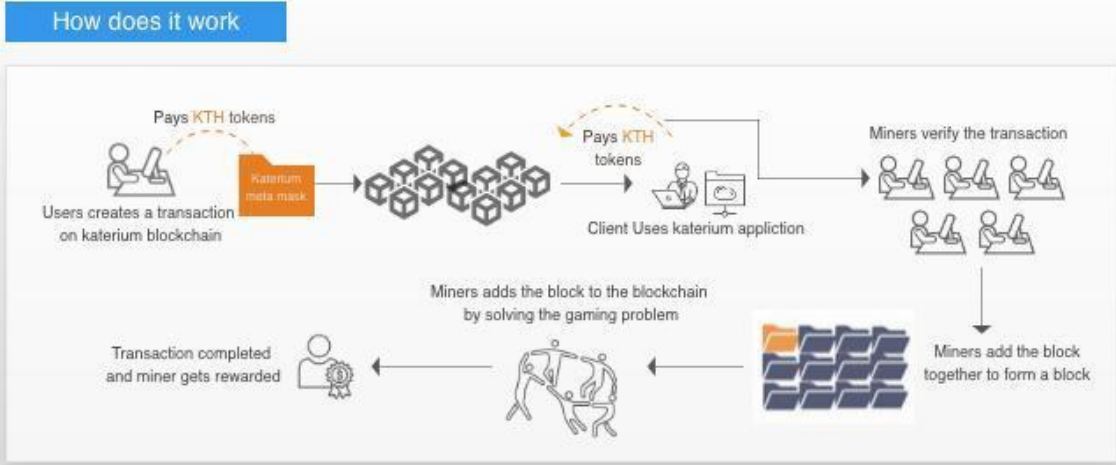 How does it work
Pays KTH tokens
Katerium
meta mask
Users creates a transaction
on katerium blockchain
Pays KTH
tokens
Client Uses katerium appliction
Miners verify the transaction
Miners add the block
together to form a block
Miners adds the block to the blockchain
by solving the gaming problem
Transaction completed
and miner gets rewarded